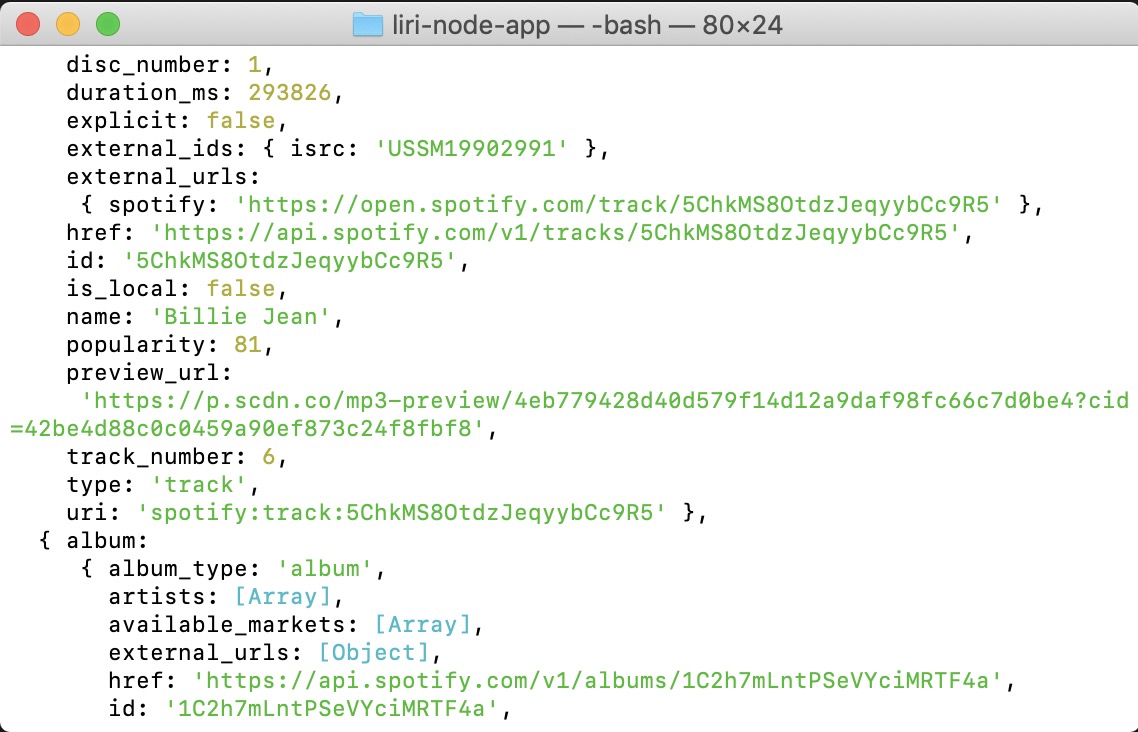 liri-node-app — -bash — 80×24
disc_number: 1,
duration_ms: 293826,
explicit: false,
external_ids: { isrc: 'USSM19902991' },
external_urls:
{ spotify: 'https://open.spotify.com/track/5ChkMS8OtdzJeqyybCc9R5' },
href: 'https://api.spotify.com/v1/tracks/5ChkMS8OtdzJeqyybCc9R5',
id: '5ChkMS8OtdzJeqyybCc9R5',
is_local: false,
name: 'Billie Jean',
popularity: 81,
preview_url:
'https://p.scdn.co/mp3-preview/4eb779428d40d579f14d12a9daf98fc66c7d0be4?cid
=42be4d88c0c0459a90ef873c24f8fbf8',
track_number: 6,
type: 'track',
uri: 'spotify:track:5ChkMS8OtdzJeqyybCc9R5' },
{ album:
{ album_type: 'album',
artists: [Array],
available_markets: [Array],
external_urls: [Object],
href: 'https://api.spotify.com/v1/albums/1C2h7mLntPSeVYciMRTF4a',
id: '1C2h7mLntPSeVYciMRTF4a',